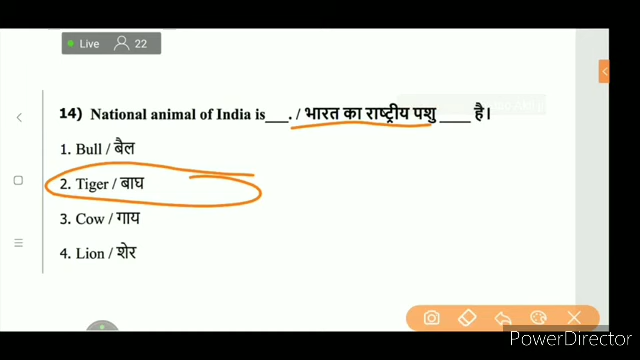 Live 22
14) National animal of India is___. / भारत का राष्ट्रीय पशु ____ है।
1. Bull / बैल
2. Tiger / बाघ
3. Cow / गाय
4. Lion / शेर
PowerDirector